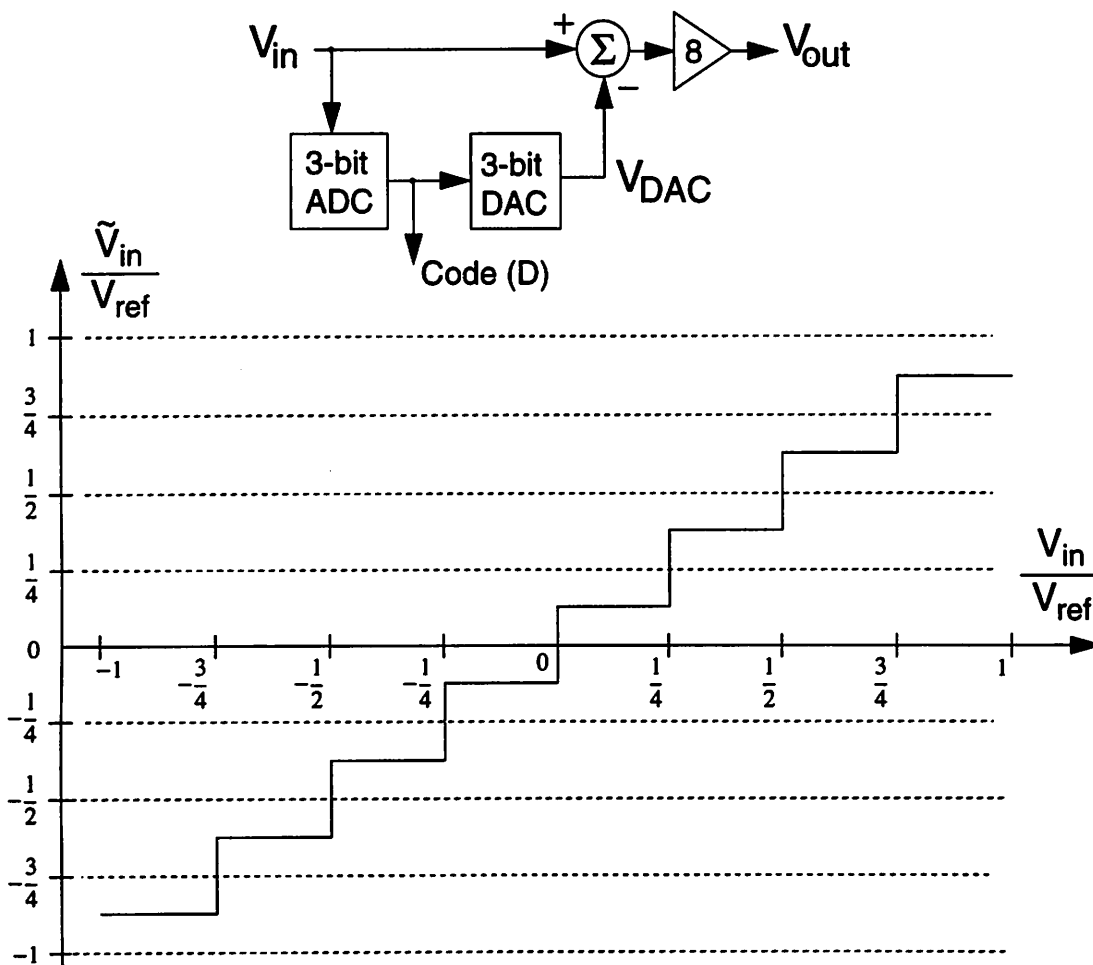 V_in + Σ 8 V_out
−
3-bit ADC
3-bit DAC
V_DAC
Code (D)
Ṽ_in / V_ref
1
3/4
1/2
1/4
0
−1/4
−1/2
−3/4
−1
−1 −3/4 −1/2 −1/4 0 1/4 1/2 3/4 1
V_in / V_ref